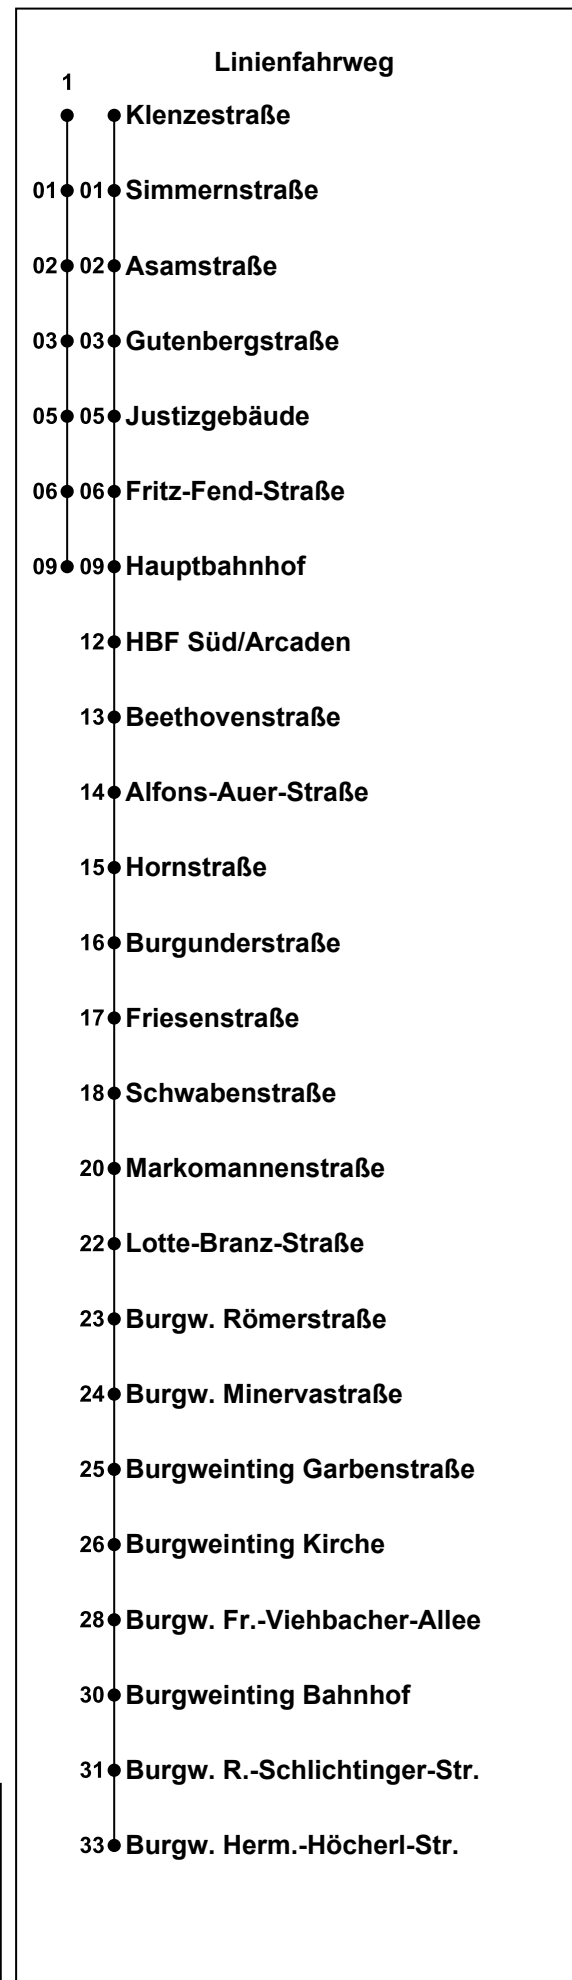 Linienfahrweg
1
Klenzestraße
01 01 Simmernstraße
02 02 Asamstraße
03 03 Gutenbergstraße
05 05 Justizgebäude
06 06 Fritz-Fend-Straße
09 09 Hauptbahnhof
12 HBF Süd/Arcaden
13 Beethovenstraße
14 Alfons-Auer-Straße
15 Hornstraße
16 Burgunderstraße
17 Friesenstraße
18 Schwabenstraße
20 Markomannenstraße
22 Lotte-Branz-Straße
23 Burgw. Römerstraße
24 Burgw. Minervastraße
25 Burgweinting Garbenstraße
26 Burgweinting Kirche
28 Burgw. Fr.-Viehbacher-Allee
30 Burgweinting Bahnhof
31 Burgw. R.-Schlichtinger-Str.
33 Burgw. Herm.-Höcherl-Str.